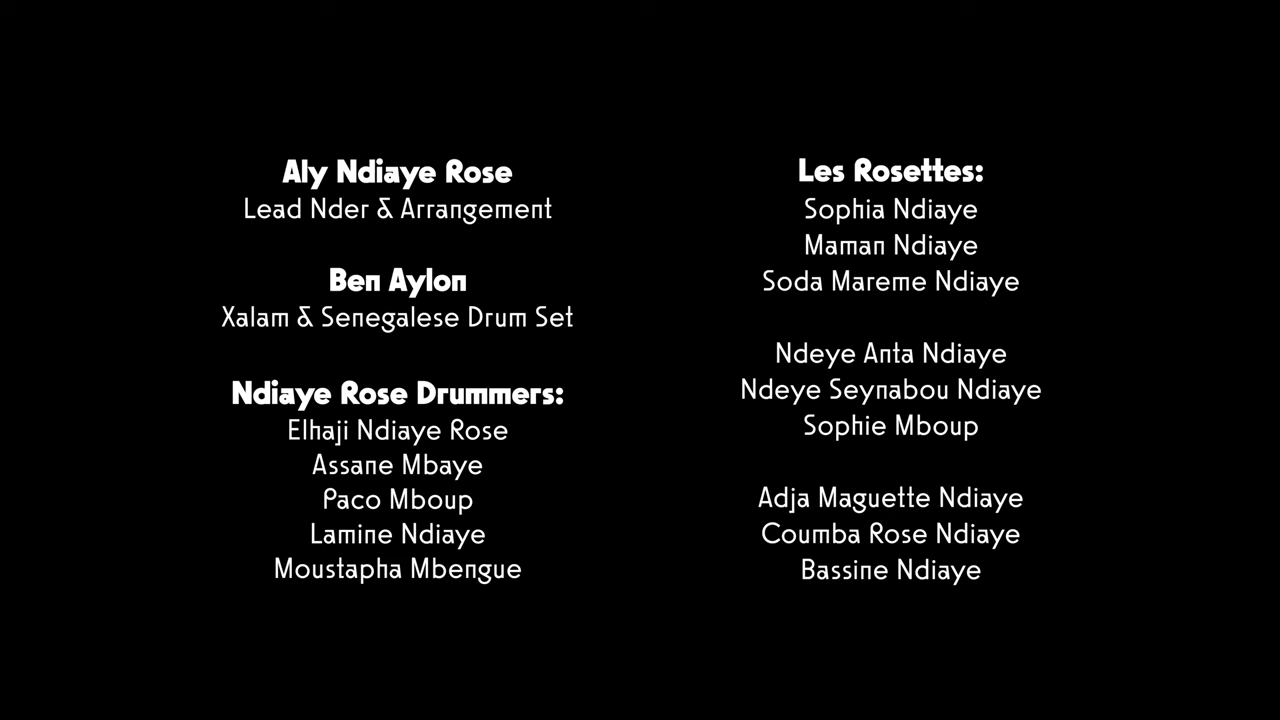 Aly Ndiaye Rose
Lead Nder & Arrangement
Ben Aylon
Xalam & Senegalese Drum Set
Ndiaye Rose Drummers:
Elhaji Ndiaye Rose
Assane Mbaye
Paco Mboup
Lamine Ndiaye
Moustapha Mbengue
Les Rosettes:
Sophia Ndiaye
Maman Ndiaye
Soda Mareme Ndiaye
Ndeye Anta Ndiaye
Ndeye Seynabou Ndiaye
Sophie Mboup
Adja Maguette Ndiaye
Coumba Rose Ndiaye
Bassine Ndiaye